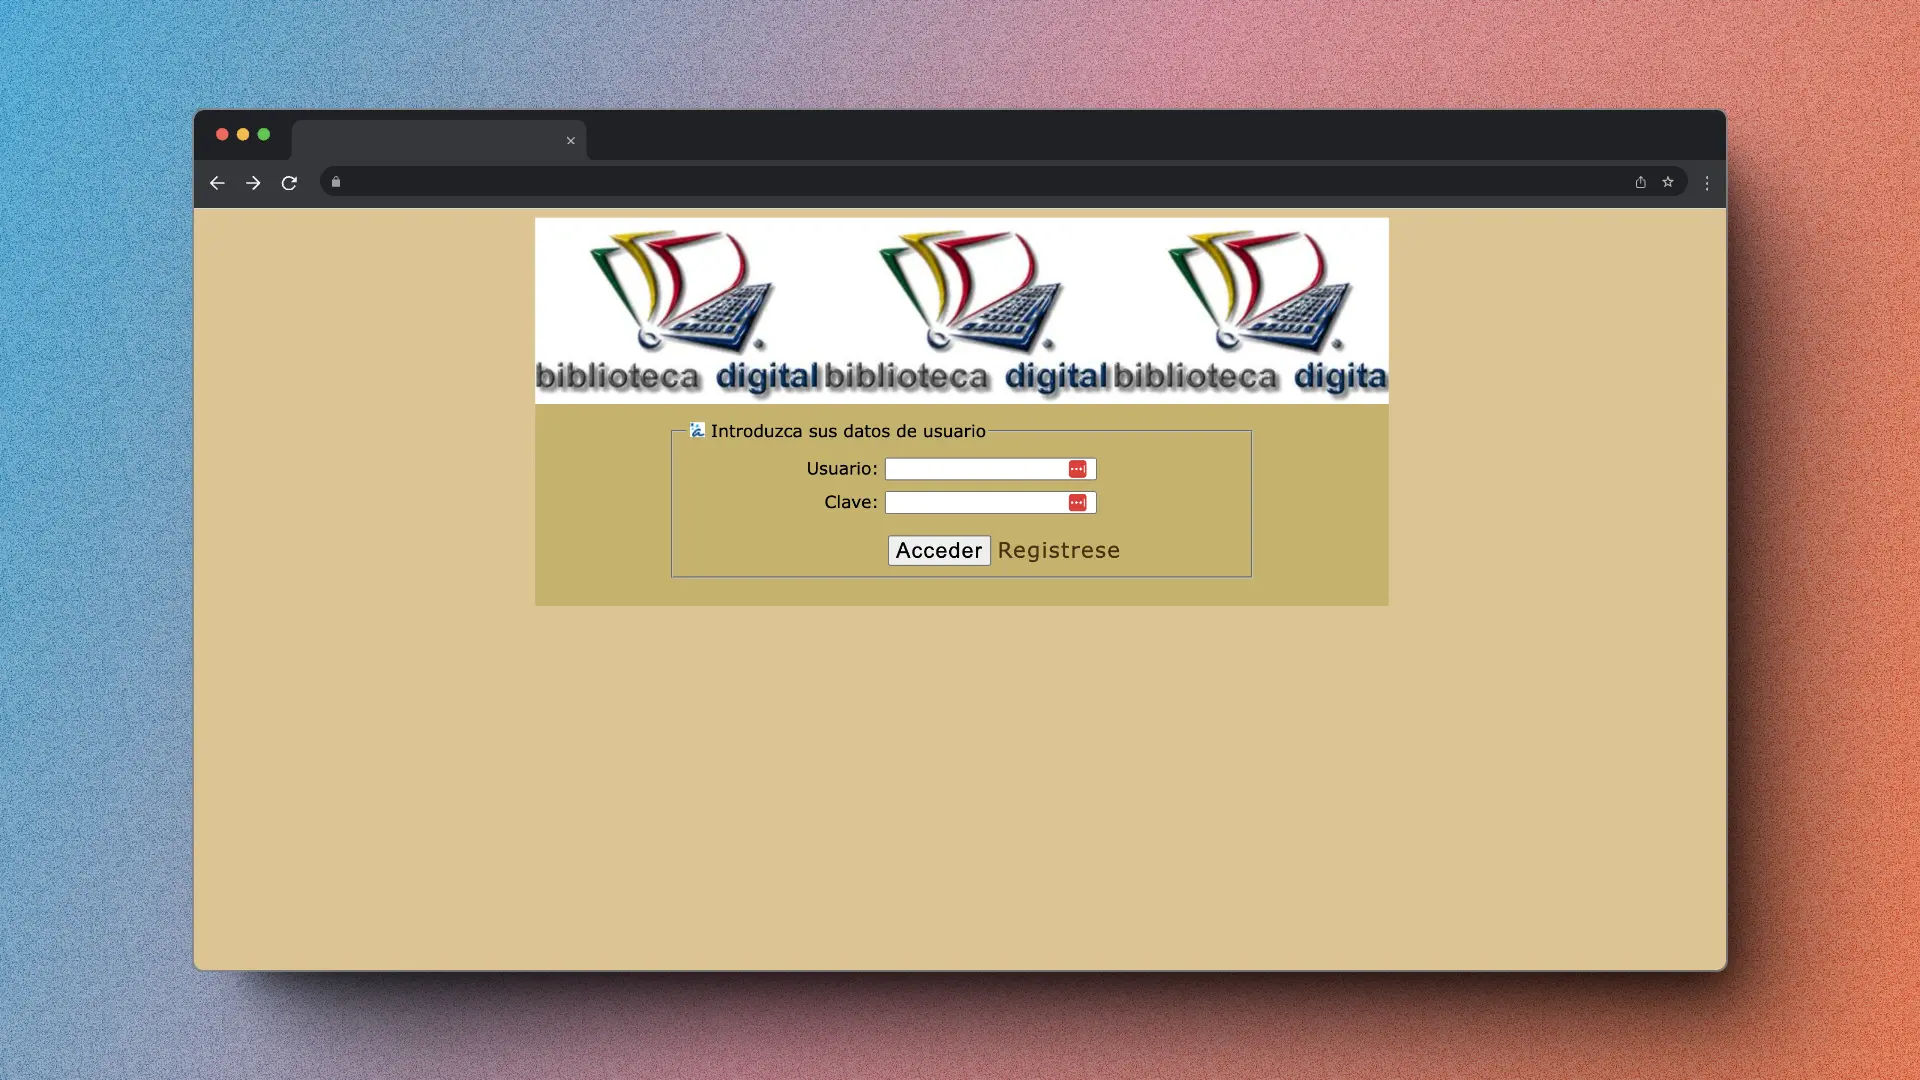 biblioteca digital biblioteca digital biblioteca digita
Introduzca sus datos de usuario
Usuario:
Clave:
Acceder Registrese